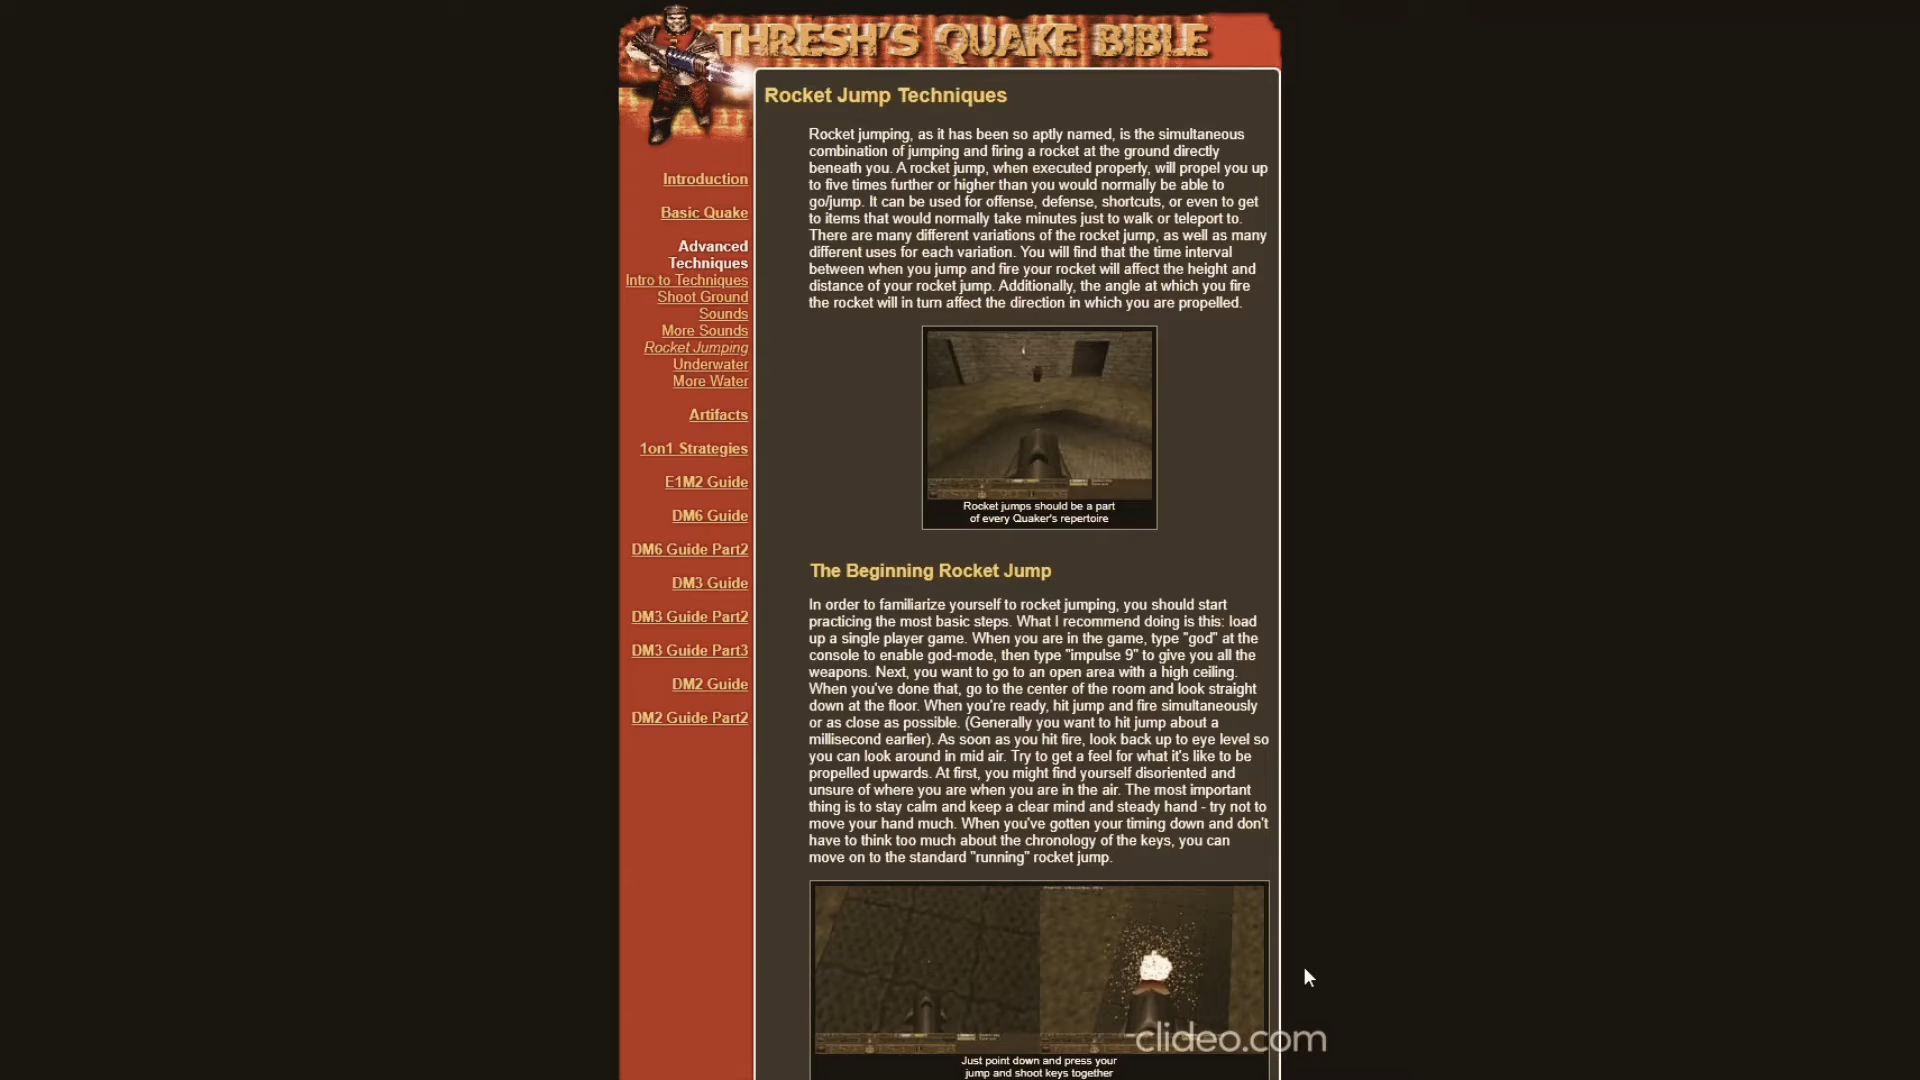 THRESH'S QUAKE BIBLE
Introduction
Basic Quake
Advanced
Techniques
Intro to Techniques
Shoot Ground
Sounds
More Sounds
Rocket Jumping
Underwater
More Water
Artifacts
1on1 Strategies
E1M2 Guide
DM6 Guide
DM6 Guide Part2
DM3 Guide
DM3 Guide Part2
DM3 Guide Part3
DM2 Guide
DM2 Guide Part2
Rocket Jump Techniques
Rocket jumping, as it has been so aptly named, is the simultaneous
combination of jumping and firing a rocket at the ground directly
beneath you. A rocket jump, when executed properly, will propel you up
to five times further or higher than you would normally be able to
go/jump. It can be used for offense, defense, shortcuts, or even to get
to items that would normally take minutes just to walk or teleport to.
There are many different variations of the rocket jump, as well as many
different uses for each variation. You will find that the time interval
between when you jump and fire your rocket will affect the height and
distance of your rocket jump. Additionally, the angle at which you fire
the rocket will in turn affect the direction in which you are propelled.
Rocket jumps should be a part
of every Quaker's repertoire
The Beginning Rocket Jump
In order to familiarize yourself to rocket jumping, you should start
practicing the most basic steps. What I recommend doing is this: load
up a single player game. When you are in the game, type "god" at the
console to enable god-mode, then type "impulse 9" to give you all the
weapons. Next, you want to go to an open area with a high ceiling.
When you've done that, go to the center of the room and look straight
down at the floor. When you're ready, hit jump and fire simultaneously
or as close as possible. (Generally you want to hit jump about a
millisecond earlier). As soon as you hit fire, look back up to eye level so
you can look around in mid air. Try to get a feel for what it's like to be
propelled upwards. At first, you might find yourself disoriented and
unsure of where you are when you are in the air. The most important
thing is to stay calm and keep a clear mind and steady hand - try not to
move your hand much. When you've gotten your timing down and don't
have to think too much about the chronology of the keys, you can
move on to the standard "running" rocket jump.
Just point down and press your
jump and shoot keys together
clideo.com